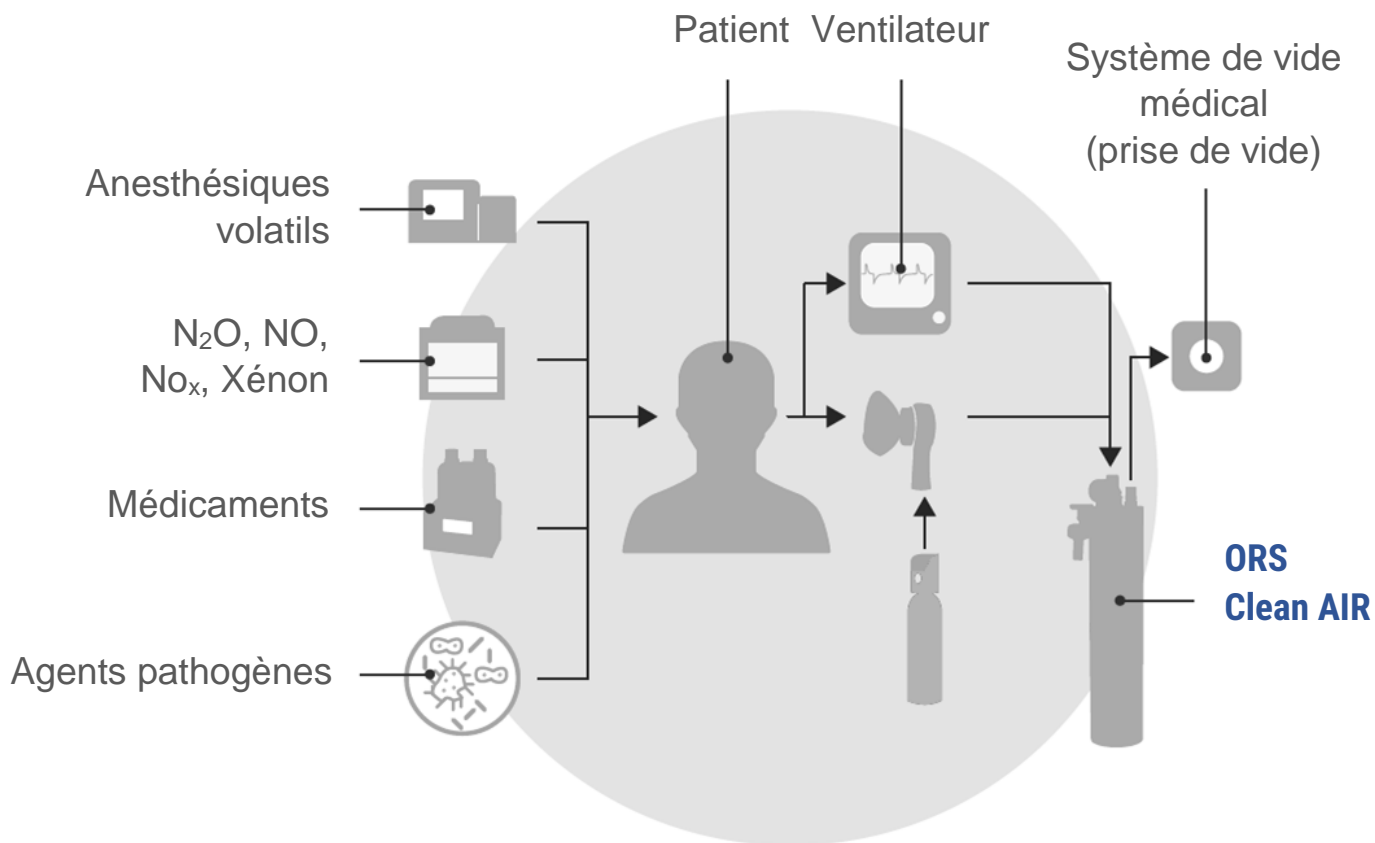 Patient Ventilateur
Système de vide
médical
(prise de vide)
Anesthésiques
volatils
N₂O, NO,
Noₓ, Xénon
Médicaments
ORS
Clean AIR
Agents pathogènes